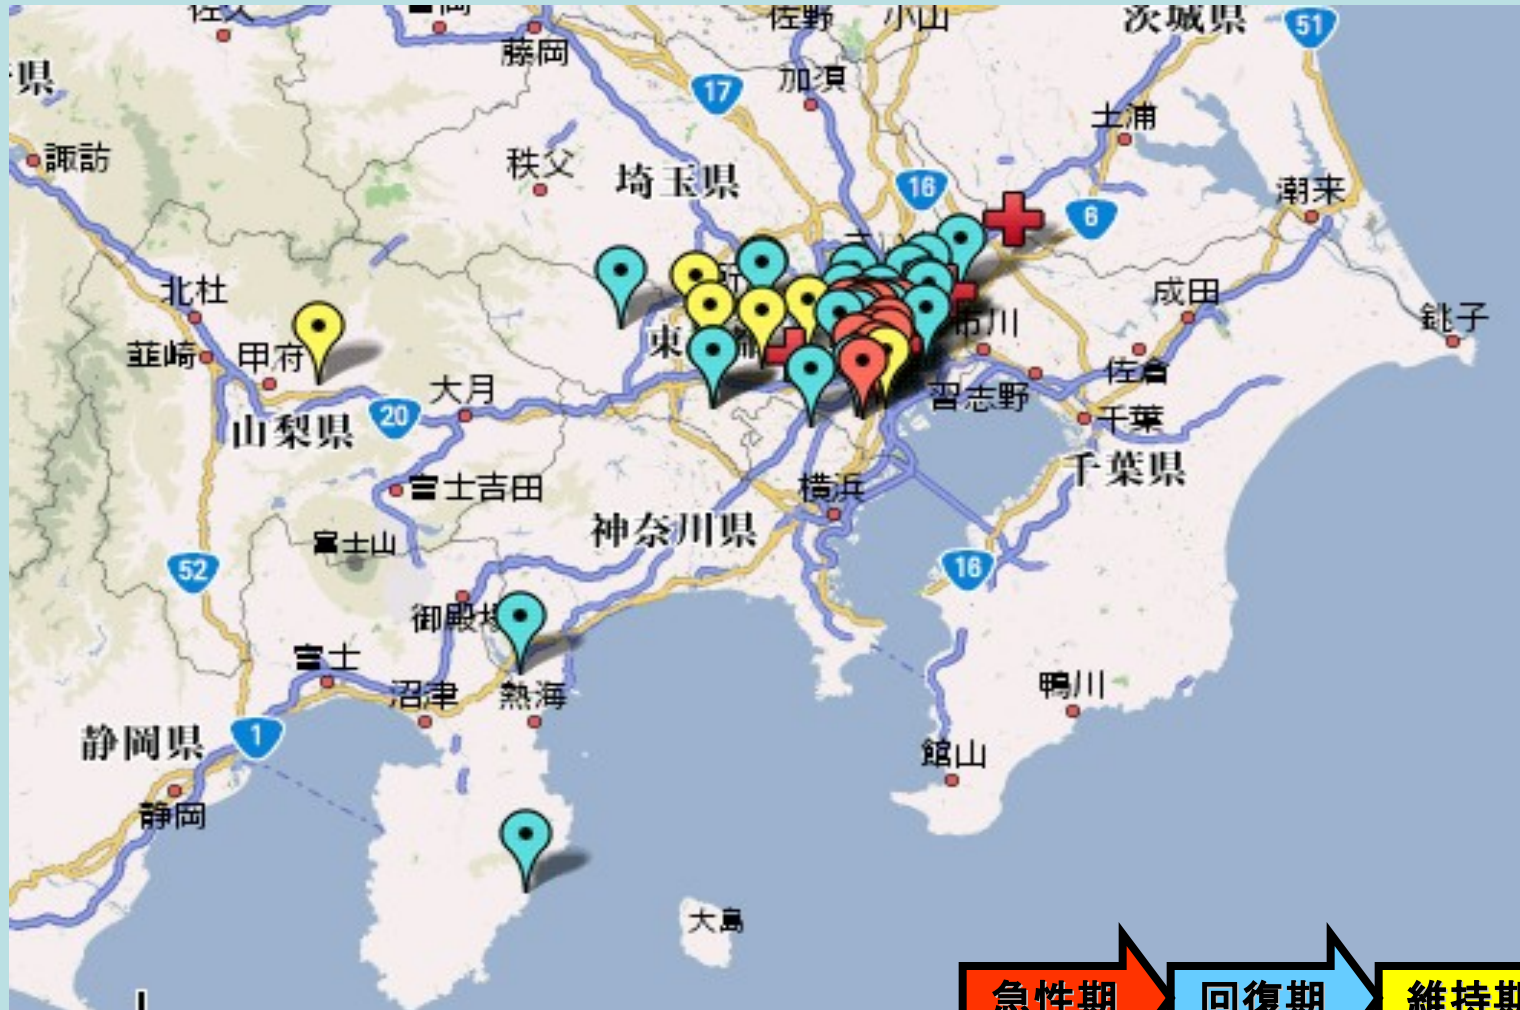 佐野
小山
茨城県
51
藤岡
県
17
加須
土浦
諏訪
秩父
埼玉県
16
6
潮来
北杜
成田
銚子
市川
韮崎
甲府
東
佐倉
大月
習志野
20
千葉
山梨県
千葉県
富士吉田
横浜
神奈川県
富士山
52
16
御殿場
富士
沼津
熱海
鴨川
静岡県
1
館山
静岡
大島
急性期
回復期
維持期